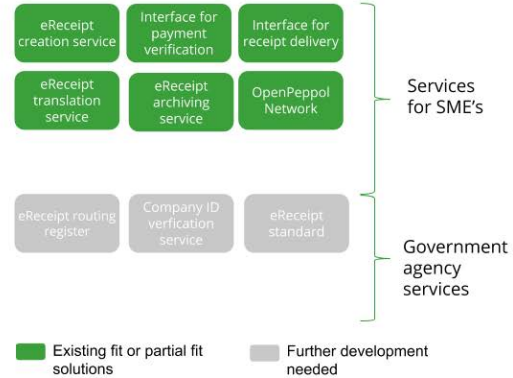 eReceipt
creation service
Interface for
payment
verification
Interface for
receipt delivery
eReceipt
translation
service
eReceipt
archiving
service
OpenPeppol
Network
Services
for SME's
eReceipt routing
register
Company ID
verfication
service
eReceipt
standard
Government
agency
services
Existing fit or partial fit
solutions
Further development
needed